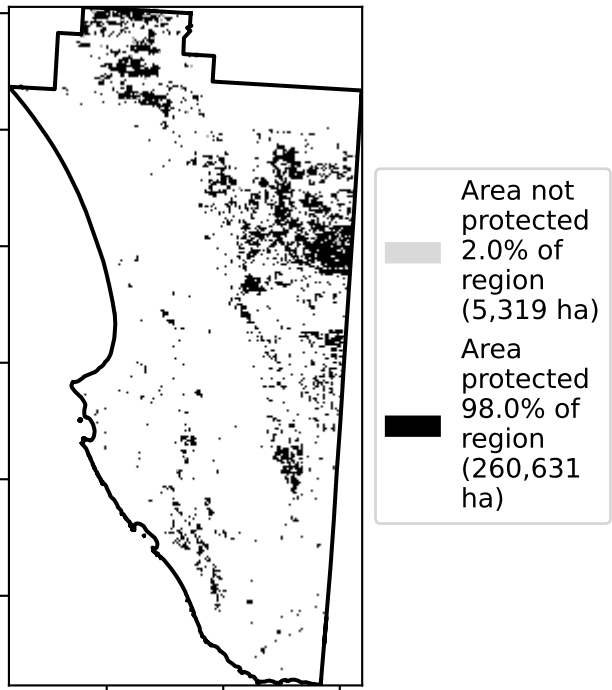 Area not
protected
2.0% of
region
(5,319 ha)
Area
protected
98.0% of
region
(260,631
ha)